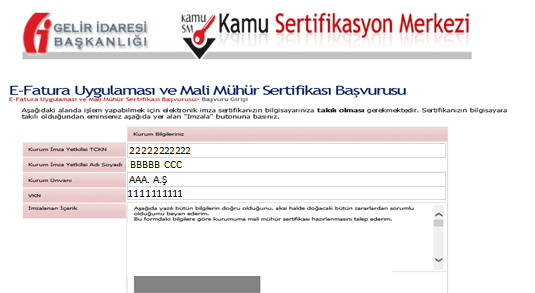 GELİR İDARESİ
BAŞKANLIĞI
kamu
SM
Kamu Sertifikasyon Merkezi
E-Fatura Uygulaması ve Mali Mühür Sertifikası Başvurusu
E-Fatura Uygulaması ve Mali Mühür Sertifikası Başvurusu> Başvuru Girişi
Aşağıdaki alanda işlem yapabilmek için elektronik imza sertifikanızın bilgisayarınıza takılı olması gerekmektedir. Sertifikanızın bilgisayara
takılı olduğundan eminseniz aşağıda yer alan "İmzala" butonuna basınız.
Kurum Bilgileriniz
Kurum İmza Yetkilisi TCKN
22222222222
Kurum İmza Yetkilisi Adı Soyadı
BBBBB CCC
Kurum Ünvanı
AAA. A.Ş
VKN
1111111111
İmzalanan İçerik
Aşağıda yazılı bütün bilgilerin doğru olduğunu, aksi halde doğacak bütün zararlardan sorumlu
olduğumu beyan ederim.
Bu formdaki bilgilere göre kurumuma mali mühür sertifikası hazırlanmasını talep ederim.